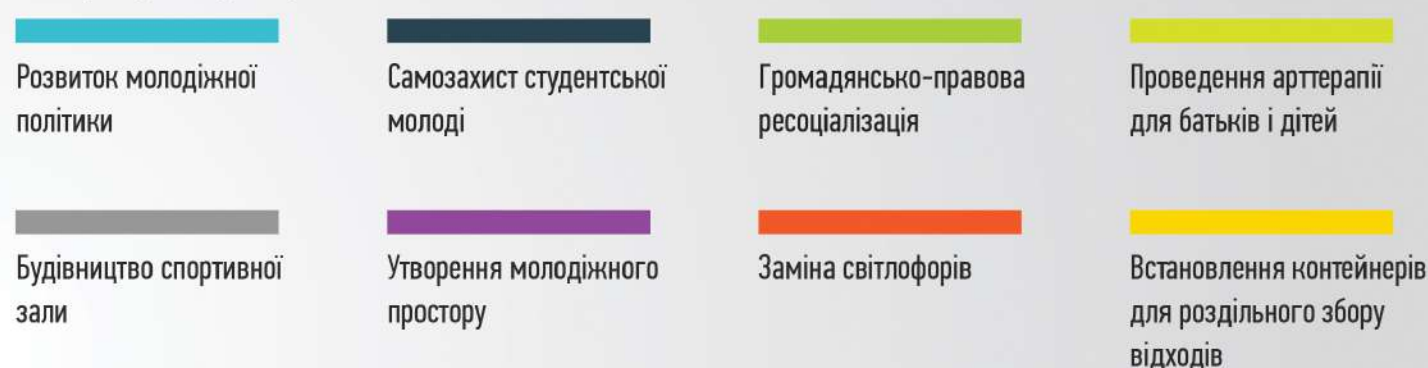 Розвиток молодіжної
політики
Самозахист студентської
молоді
Громадянсько-правова
ресоціалізація
Проведення арттерапії
для батьків і дітей
Будівництво спортивної
зали
Утворення молодіжного
простору
Заміна світлофорів
Встановлення контейнерів
для роздільного збору
відходів